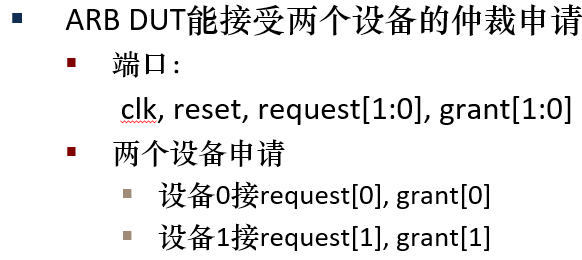 ARB DUT能接受两个设备的仲裁申请
端口：
clk, reset, request[1:0], grant[1:0]
两个设备申请
设备0接request[0], grant[0]
设备1接request[1], grant[1]